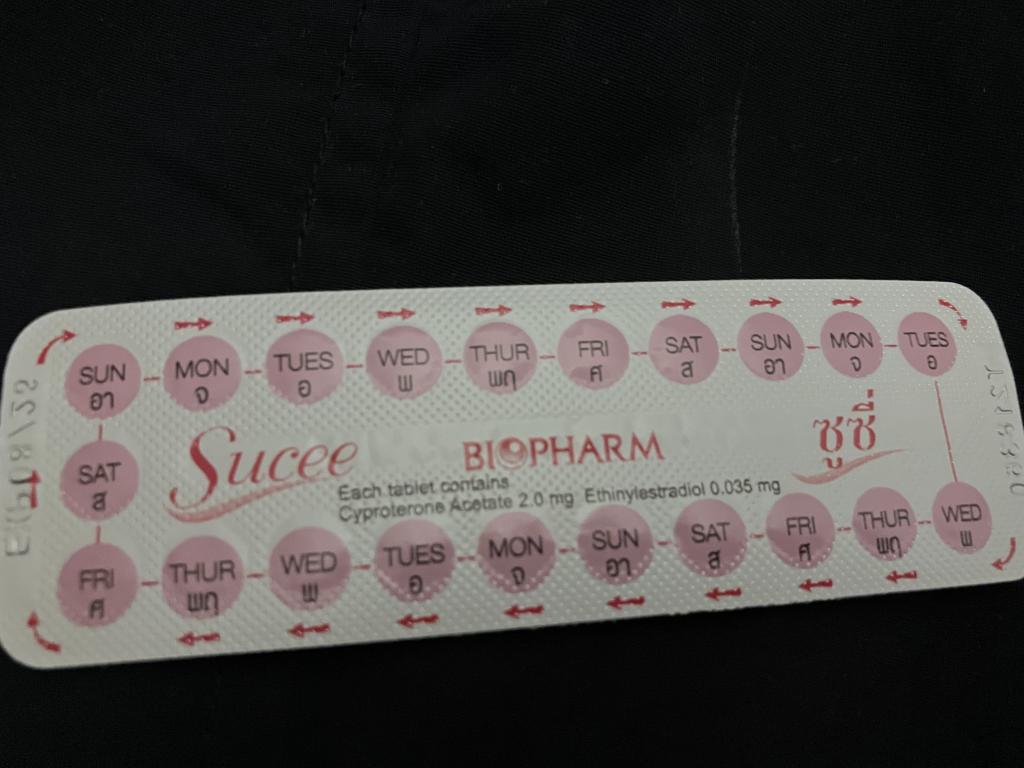 SUN MON TUES WED THUR FRI SAT SUN MON TUES
อา จ อ พ พฤ ศ ส อา จ อ
SAT
ส
Sucee BIOPHARM ซูซี่
Each tablet contains
Cyproterone Acetate 2.0 mg Ethinylestradiol 0.035 mg
FRI THUR WED TUES MON SUN SAT FRI THUR WED
ศ พฤ พ อ จ อา ส ศ พฤ พ